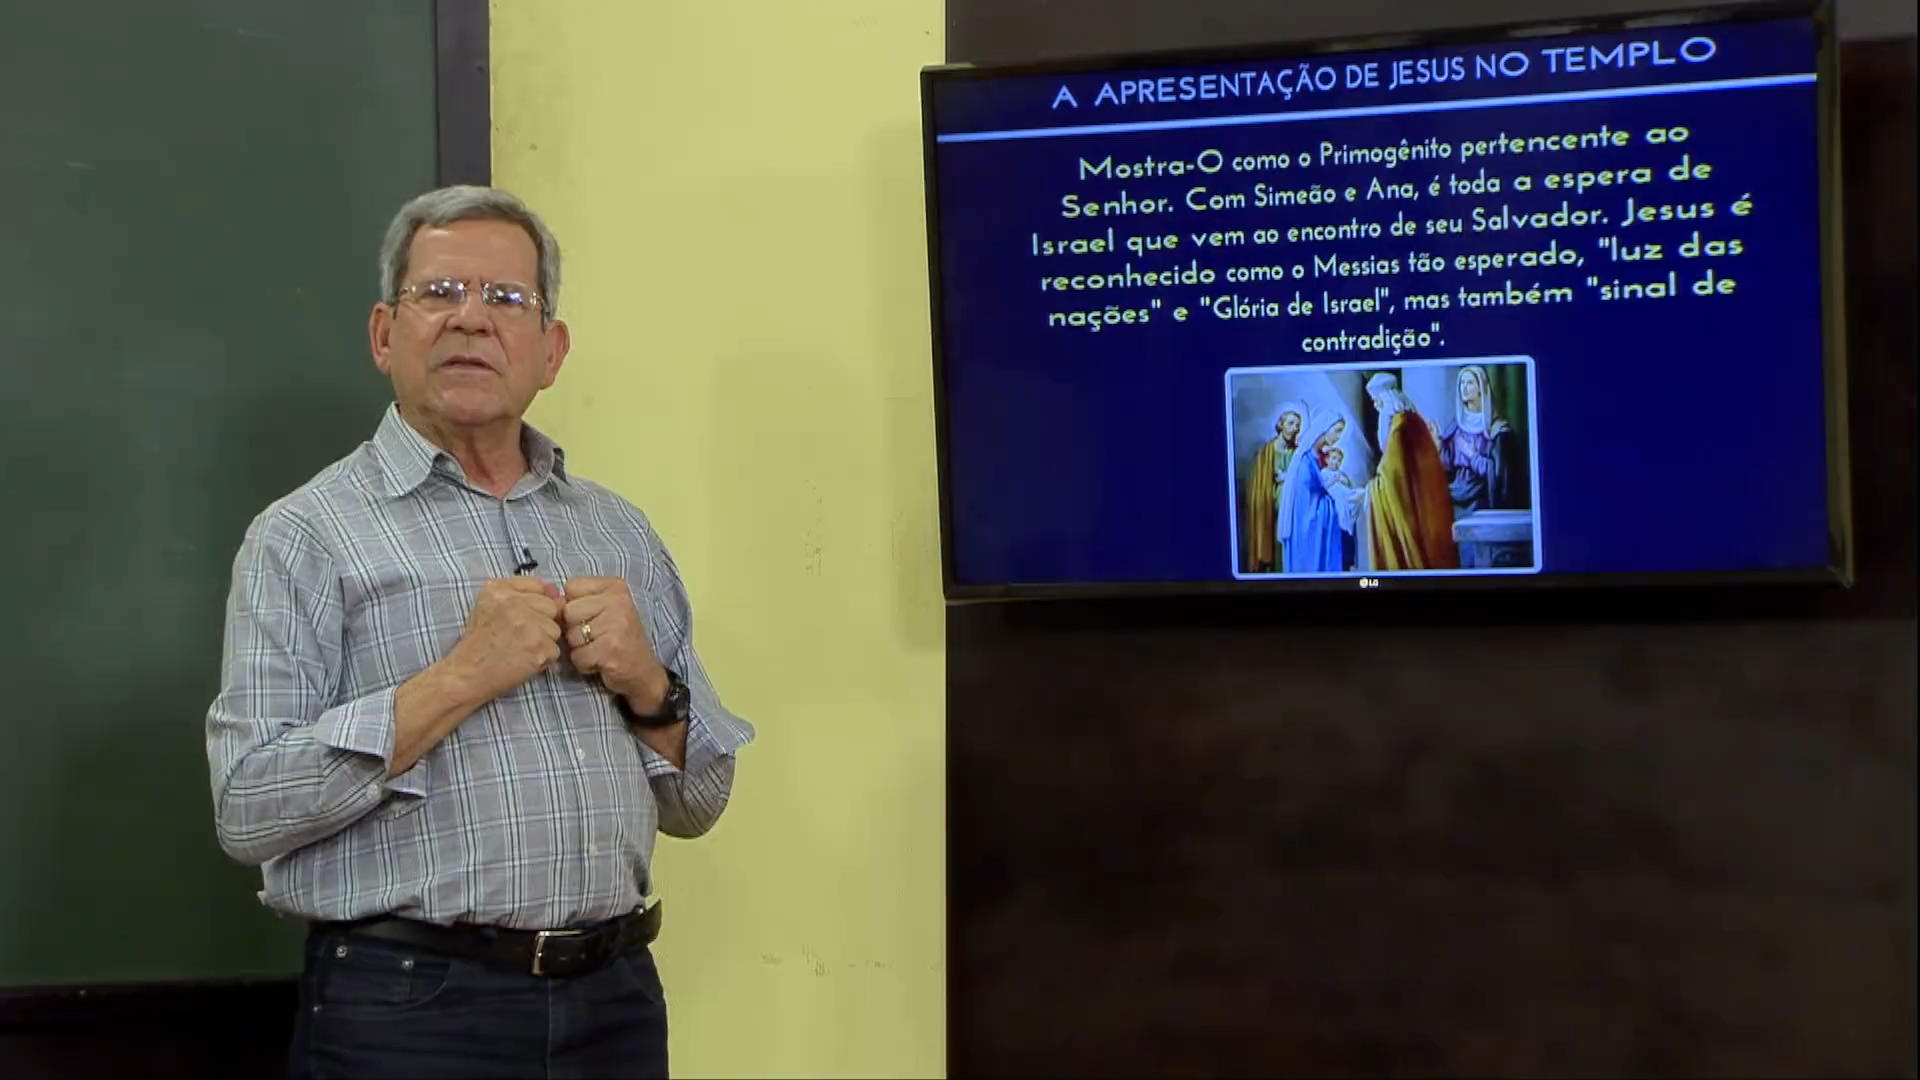 A APRESENTAÇÃO DE JESUS NO TEMPLO
Mostra-O como o Primogênito pertencente ao
Senhor. Com Simeão e Ana, é toda a espera de
Israel que vem ao encontro de seu Salvador. Jesus é
reconhecido como o Messias tão esperado, "luz das
nações" e "Glória de Israel", mas também "sinal de
contradição".
LG